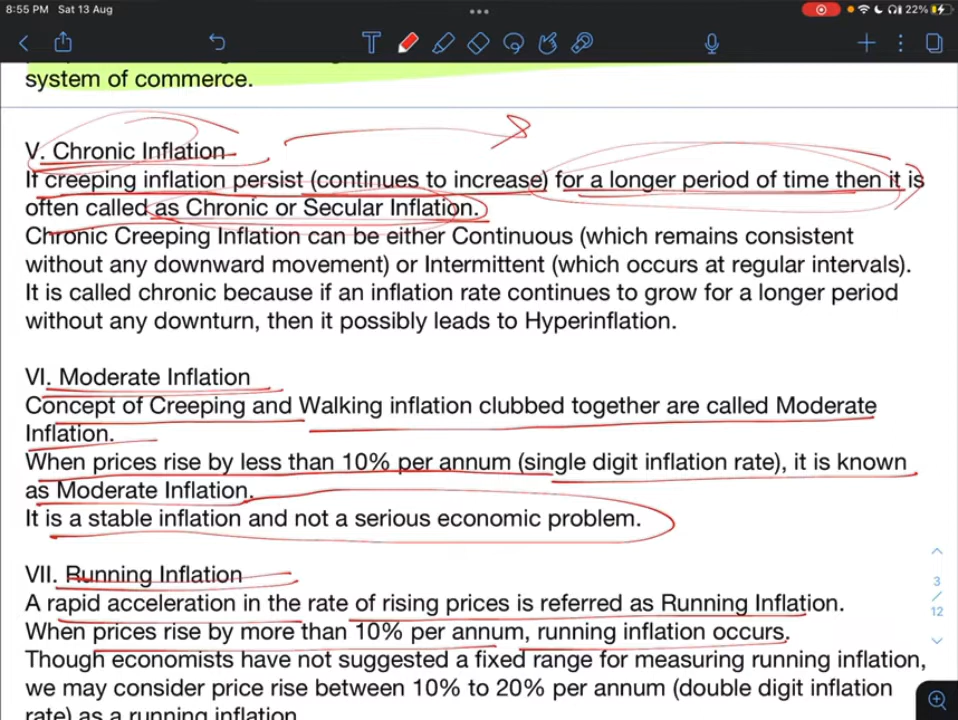 8:55 PM Sat 13 Aug
22%
system of commerce.
V. Chronic Inflation
If creeping inflation persist (continues to increase) for a longer period of time then it is
often called as Chronic or Secular Inflation.
Chronic Creeping Inflation can be either Continuous (which remains consistent
without any downward movement) or Intermittent (which occurs at regular intervals).
It is called chronic because if an inflation rate continues to grow for a longer period
without any downturn, then it possibly leads to Hyperinflation.
VI. Moderate Inflation
Concept of Creeping and Walking inflation clubbed together are called Moderate
Inflation.
When prices rise by less than 10% per annum (single digit inflation rate), it is known
as Moderate Inflation.
It is a stable inflation and not a serious economic problem.
VII. Running Inflation
A rapid acceleration in the rate of rising prices is referred as Running Inflation.
When prices rise by more than 10% per annum, running inflation occurs.
Though economists have not suggested a fixed range for measuring running inflation,
we may consider price rise between 10% to 20% per annum (double digit inflation
rate) as a running inflation.
3
/
12